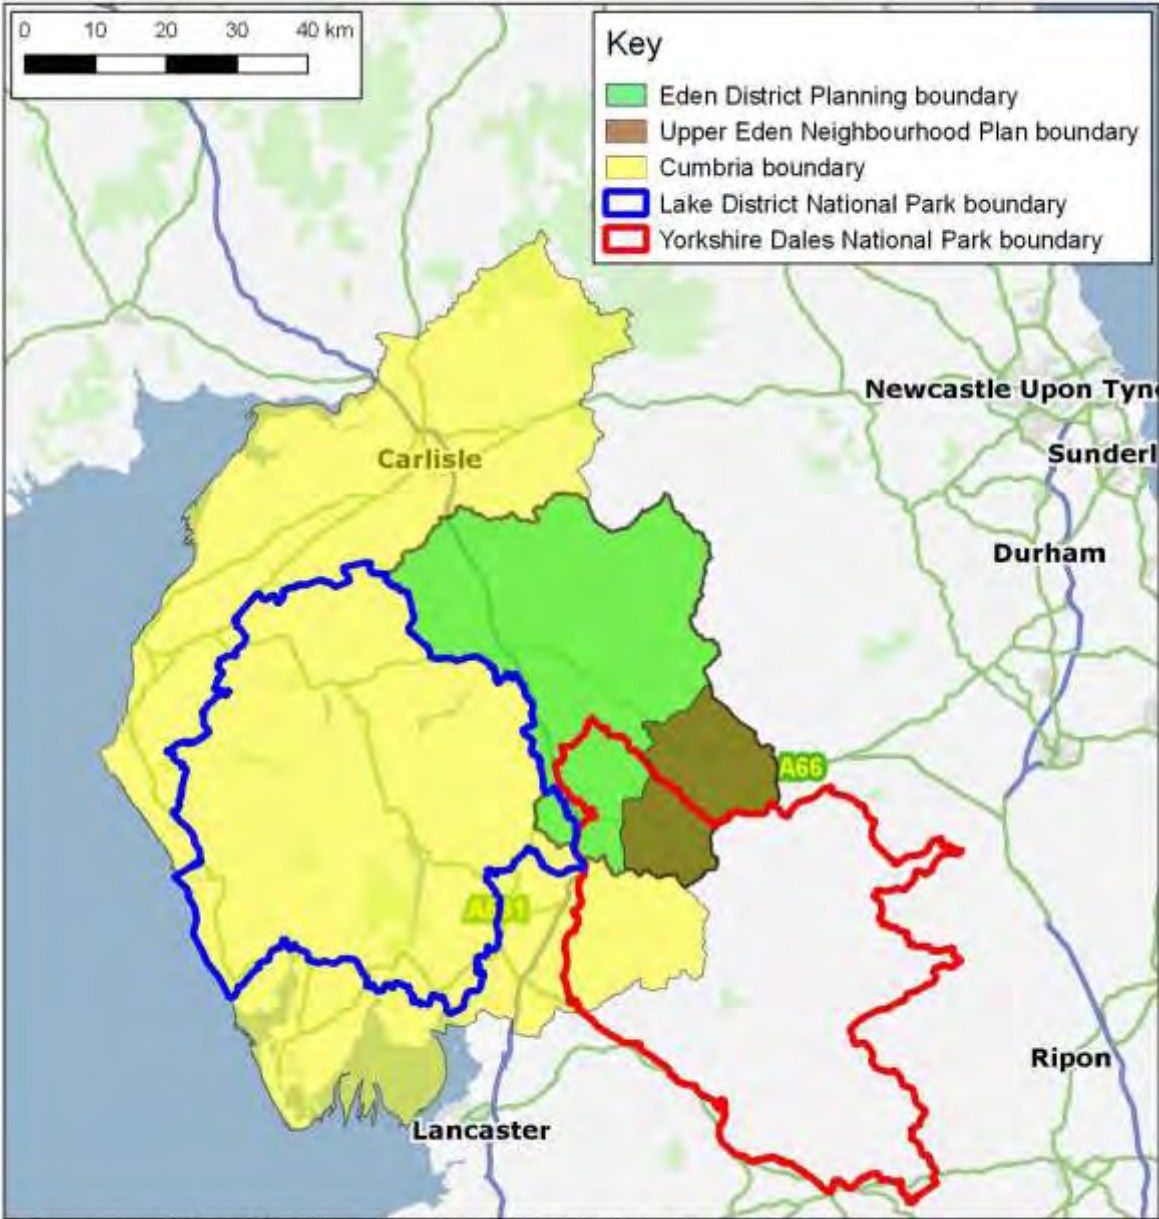 0 10 20 30 40 km
Key
Eden District Planning boundary
Upper Eden Neighbourhood Plan boundary
Cumbria boundary
Lake District National Park boundary
Yorkshire Dales National Park boundary
Newcastle Upon Tyn
Sunderl
Carlisle
Durham
A66
Ripon
Lancaster